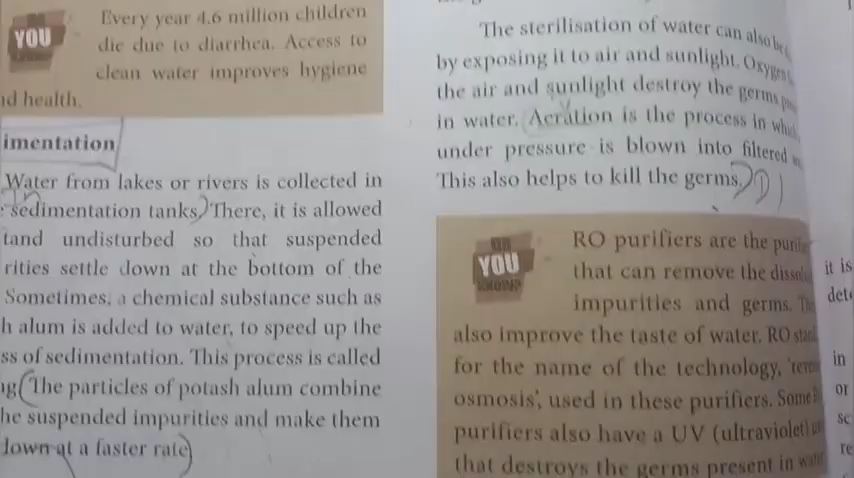 YOU
Every year 4.6 million children
die due to diarrhea. Access to
clean water improves hygiene
nd health.
imentation
Water from lakes or rivers is collected in
sedimentation tanks. There, it is allowed
tand undisturbed so that suspended
rities settle down at the bottom of the
Sometimes, a chemical substance such as
h alum is added to water, to speed up the
ss of sedimentation. This process is called
ng. The particles of potash alum combine
he suspended impurities and make them
down at a faster rate
The sterilisation of water can also be
by exposing it to air and sunlight. Oxygen
the air and sunlight destroy the germs
in water. Aeration is the process in
under pressure is blown into filtered
This also helps to kill the germs.
YOU
KNOW?
RO purifiers are the
that can remove the
impurities and germs.
also improve the taste of water. RO
for the name of the technology,
osmosis', used in these purifiers. Some
purifiers also have a UV (ultraviolet)
that destroys the germs present in
it is
in
or
sc
re